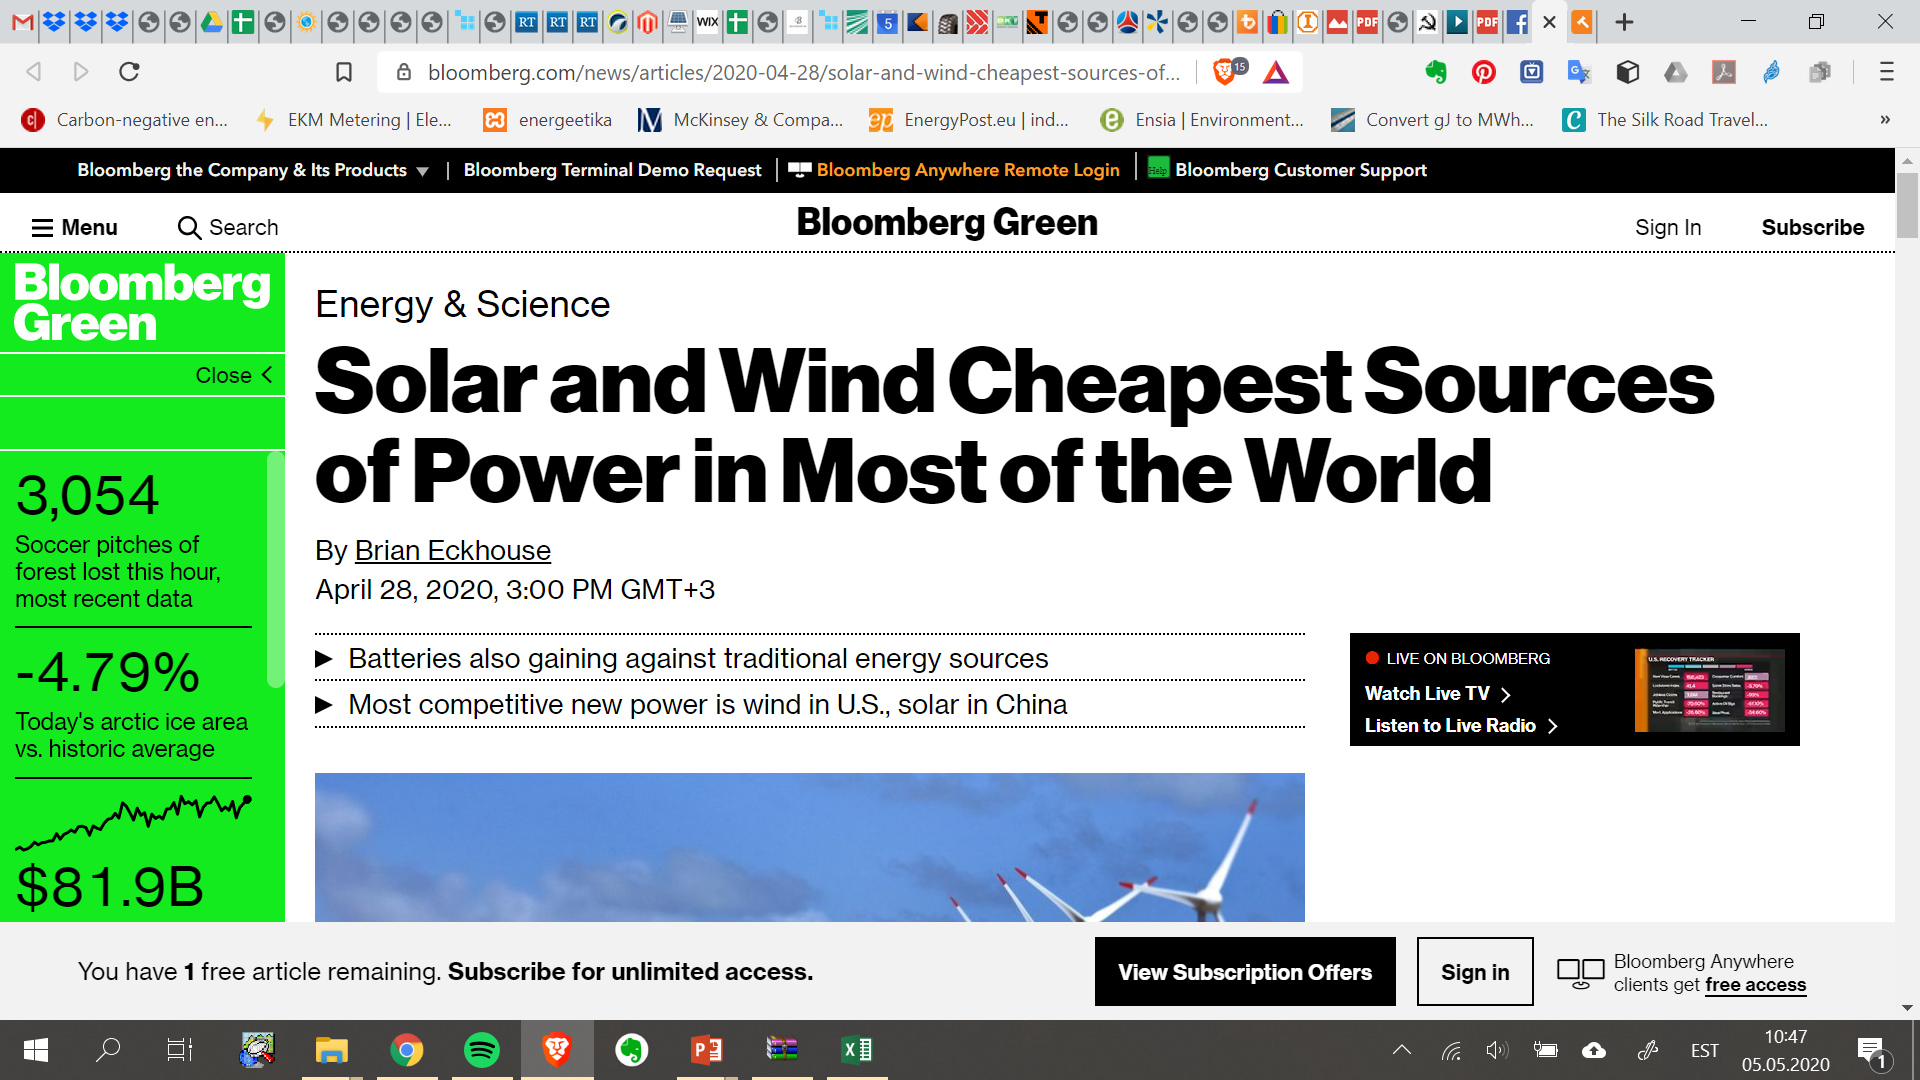 bloomberg.com/news/articles/2020-04-28/solar-and-wind-cheapest-sources-of...
15
Carbon-negative en...
EKM Metering | Ele...
energeetika
McKinsey & Compa...
EnergyPost.eu | ind...
Ensia | Environment...
Convert gJ to MWh...
The Silk Road Travel...
»
Bloomberg the Company & Its Products
Bloomberg Terminal Demo Request
Bloomberg Anywhere Remote Login
Help
Bloomberg Customer Support
Menu
Search
Bloomberg Green
Sign In
Subscribe
Bloomberg
Green
Close
3,054
Soccer pitches of
forest lost this hour,
most recent data
-4.79%
Today's arctic ice area
vs. historic average
$81.9B
Energy & Science
Solar and Wind Cheapest Sources
of Power in Most of the World
By Brian Eckhouse
April 28, 2020, 3:00 PM GMT+3
Batteries also gaining against traditional energy sources
Most competitive new power is wind in U.S., solar in China
LIVE ON BLOOMBERG
Watch Live TV
Listen to Live Radio
U.S. RECOVERY TRACKER
You have 1 free article remaining. Subscribe for unlimited access.
View Subscription Offers
Sign in
Bloomberg Anywhere
clients get free access
EST
10:47
05.05.2020
1